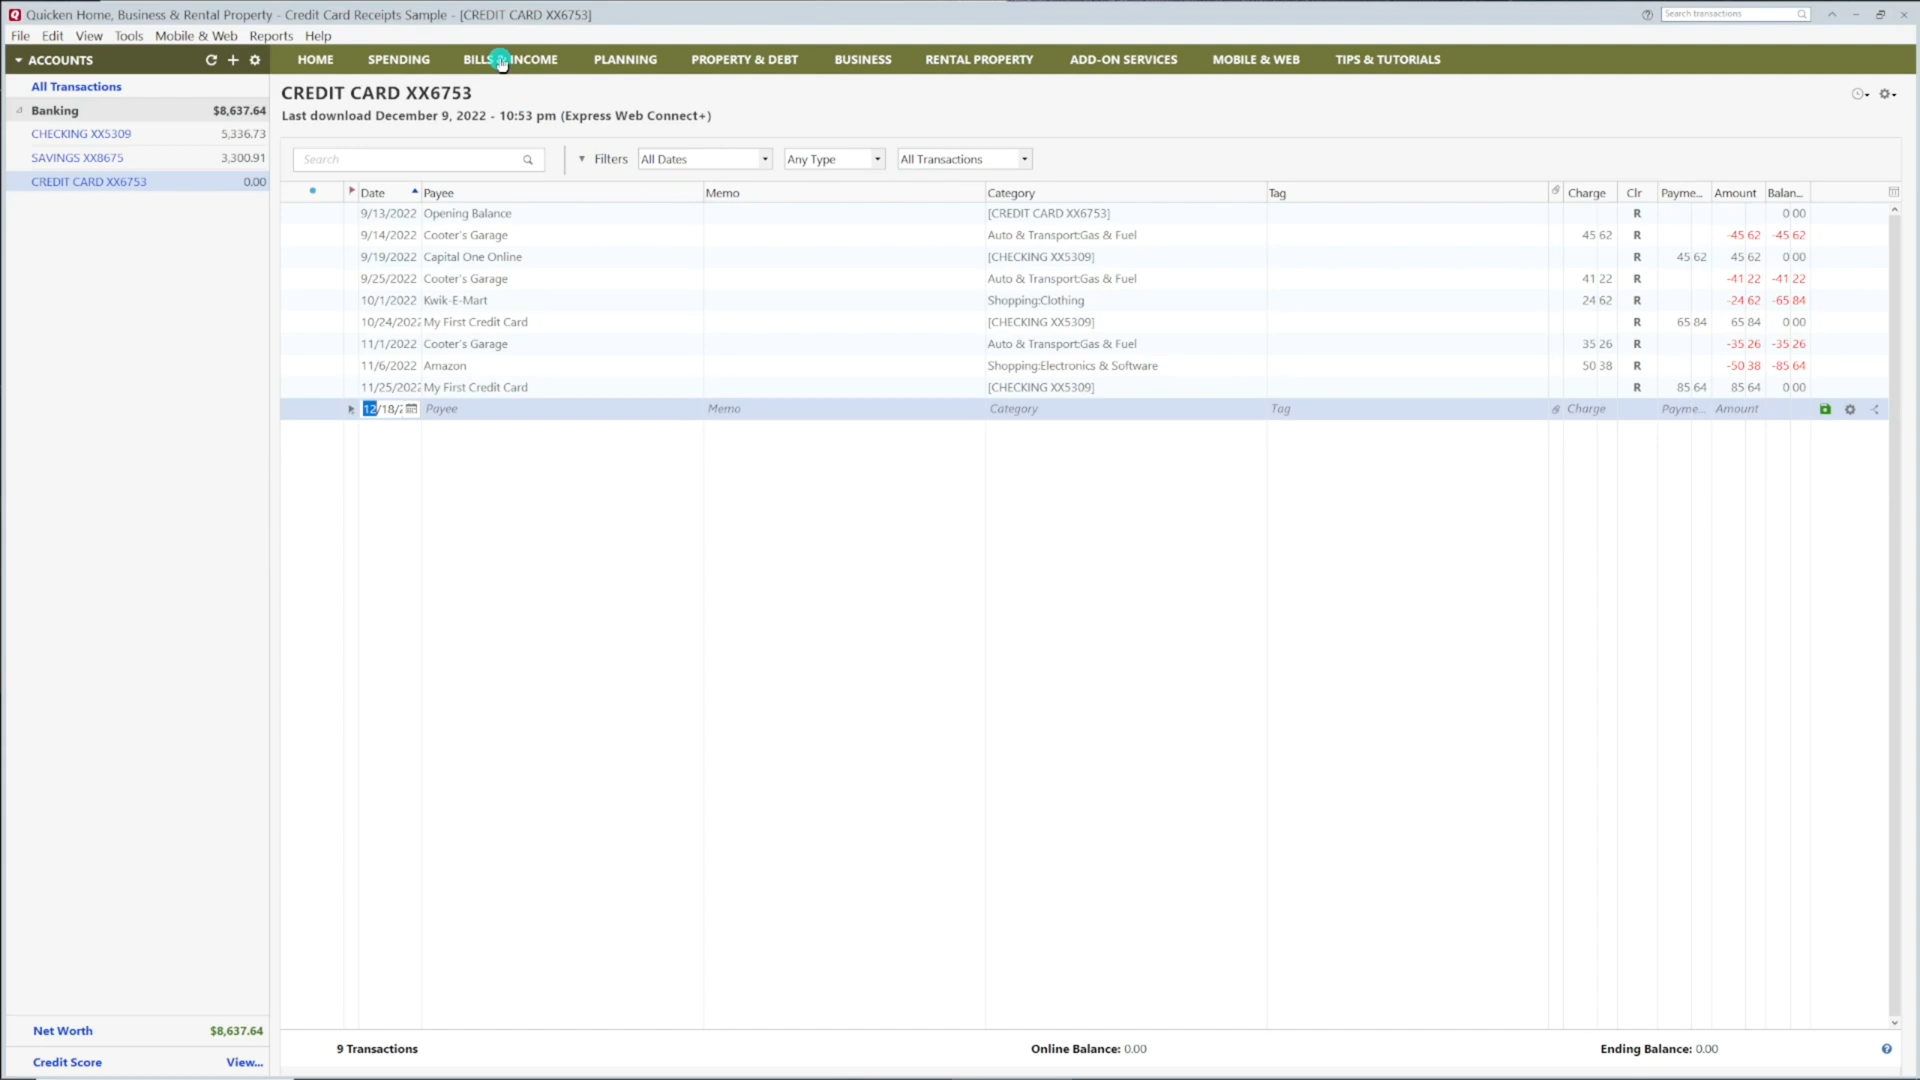 Quicken Home, Business & Rental Property - Credit Card Receipts Sample - [CREDIT CARD XX6753]
Search transactions
File Edit View Tools Mobile & Web Reports Help
ACCOUNTS
HOME SPENDING BILLS & INCOME PLANNING PROPERTY & DEBT BUSINESS RENTAL PROPERTY ADD-ON SERVICES MOBILE & WEB TIPS & TUTORIALS
All Transactions
Banking $8,637.64
CHECKING XX5309 5,336.73
SAVINGS XX8675 3,300.91
CREDIT CARD XX6753 0.00
CREDIT CARD XX6753
Last download December 9, 2022 - 10:53 pm (Express Web Connect+)
Search Filters All Dates Any Type All Transactions
Date Payee Memo Category Tag Charge Clr Payme... Amount Balan...
9/13/2022 Opening Balance [CREDIT CARD XX6753] R 0 00
9/14/2022 Cooter's Garage Auto & Transport:Gas & Fuel 45 62 R -45 62 -45 62
9/19/2022 Capital One Online [CHECKING XX5309] R 45 62 45 62 0 00
9/25/2022 Cooter's Garage Auto & Transport:Gas & Fuel 41 22 R -41 22 -41 22
10/1/2022 Kwik-E-Mart Shopping:Clothing 24 62 R -24 62 -65 84
10/24/2022 My First Credit Card [CHECKING XX5309] R 65 84 65 84 0 00
11/1/2022 Cooter's Garage Auto & Transport:Gas & Fuel 35 26 R -35 26 -35 26
11/6/2022 Amazon Shopping:Electronics & Software 50 38 R -50 38 -85 64
11/25/2022 My First Credit Card [CHECKING XX5309] R 85 64 85 64 0 00
12/18/2 Payee Memo Category Tag Charge Payme... Amount
Net Worth $8,637.64
Credit Score View...
9 Transactions Online Balance: 0.00 Ending Balance: 0.00